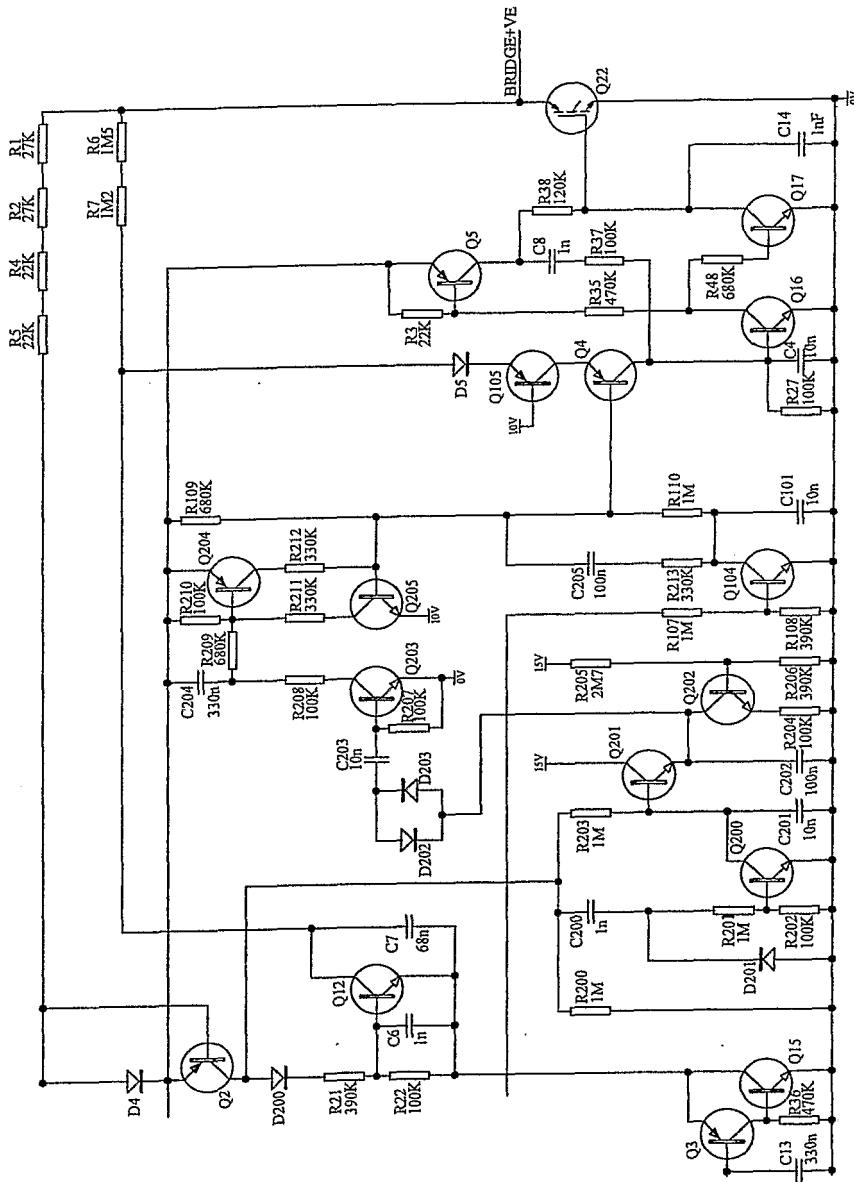 R1
27K
R2
27K
R4
22K
R5
22K
R6
1M5
R7
1M2
BRIDGE+VE
Q22
0V
C14
1nF
R38
120K
Q17
Q5
C8
1n
R37
100K
R48
680K
R3
22K
R35
470K
Q16
D5
Q105
10V
Q4
C4
10n
R27
100K
R109
680K
R110
1M
C101
10n
Q204
R212
330K
R210
100K
R211
330K
Q205
10V
C205
100n
R213
330K
Q104
R107
1M
R108
390K
R209
680K
C204
330n
R208
100K
Q203
R207
100K
0V
C203
10n
D203
D202
15V
R205
2M7
R206
390K
Q202
R204
100K
Q201
15V
C202
100n
R203
1M
C201
10n
Q200
C200
1n
R201
1M
R202
100K
D201
R200
1M
C7
68n
Q12
C6
1n
D4
Q2
D200
R21
390K
R22
100K
Q15
R36
470K
Q3
C13
330n